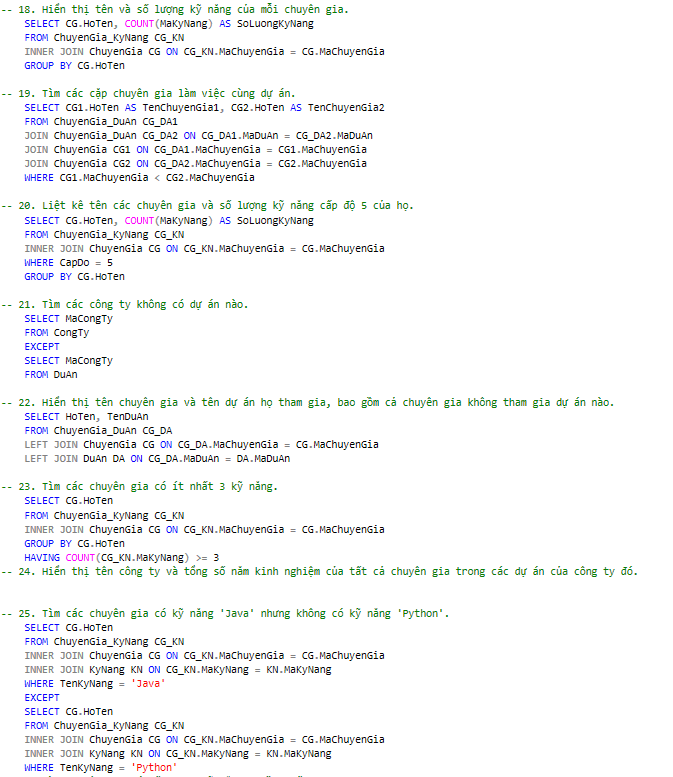 -- 18. Hiển thị tên và số lượng kỹ năng của mỗi chuyên gia.
SELECT CG.HoTen, COUNT(MaKyNang) AS SoLuongKyNang
FROM ChuyenGia_KyNang CG_KN
INNER JOIN ChuyenGia CG ON CG_KN.MaChuyenGia = CG.MaChuyenGia
GROUP BY CG.HoTen
-- 19. Tìm các cặp chuyên gia làm việc cùng dự án.
SELECT CG1.HoTen AS TenChuyenGia1, CG2.HoTen AS TenChuyenGia2
FROM ChuyenGia_DuAn CG_DA1
JOIN ChuyenGia_DuAn CG_DA2 ON CG_DA1.MaDuAn = CG_DA2.MaDuAn
JOIN ChuyenGia CG1 ON CG_DA1.MaChuyenGia = CG1.MaChuyenGia
JOIN ChuyenGia CG2 ON CG_DA2.MaChuyenGia = CG2.MaChuyenGia
WHERE CG1.MaChuyenGia < CG2.MaChuyenGia
-- 20. Liệt kê tên các chuyên gia và số lượng kỹ năng cấp độ 5 của họ.
SELECT CG.HoTen, COUNT(MaKyNang) AS SoLuongKyNang
FROM ChuyenGia_KyNang CG_KN
INNER JOIN ChuyenGia CG ON CG_KN.MaChuyenGia = CG.MaChuyenGia
WHERE CapDo = 5
GROUP BY CG.HoTen
-- 21. Tìm các công ty không có dự án nào.
SELECT MaCongTy
FROM CongTy
EXCEPT
SELECT MaCongTy
FROM DuAn
-- 22. Hiển thị tên chuyên gia và tên dự án họ tham gia, bao gồm cả chuyên gia không tham gia dự án nào.
SELECT HoTen, TenDuAn
FROM ChuyenGia_DuAn CG_DA
LEFT JOIN ChuyenGia CG ON CG_DA.MaChuyenGia = CG.MaChuyenGia
LEFT JOIN DuAn DA ON CG_DA.MaDuAn = DA.MaDuAn
-- 23. Tìm các chuyên gia có ít nhất 3 kỹ năng.
SELECT CG.HoTen
FROM ChuyenGia_KyNang CG_KN
INNER JOIN ChuyenGia CG ON CG_KN.MaChuyenGia = CG.MaChuyenGia
GROUP BY CG.HoTen
HAVING COUNT(CG_KN.MaKyNang) >= 3
-- 24. Hiển thị tên công ty và tổng số năm kinh nghiệm của tất cả chuyên gia trong các dự án của công ty đó.
-- 25. Tìm các chuyên gia có kỹ năng 'Java' nhưng không có kỹ năng 'Python'.
SELECT CG.HoTen
FROM ChuyenGia_KyNang CG_KN
INNER JOIN ChuyenGia CG ON CG_KN.MaChuyenGia = CG.MaChuyenGia
INNER JOIN KyNang KN ON CG_KN.MaKyNang = KN.MaKyNang
WHERE TenKyNang = 'Java'
EXCEPT
SELECT CG.HoTen
FROM ChuyenGia_KyNang CG_KN
INNER JOIN ChuyenGia CG ON CG_KN.MaChuyenGia = CG.MaChuyenGia
INNER JOIN KyNang KN ON CG_KN.MaKyNang = KN.MaKyNang
WHERE TenKyNang = 'Python'